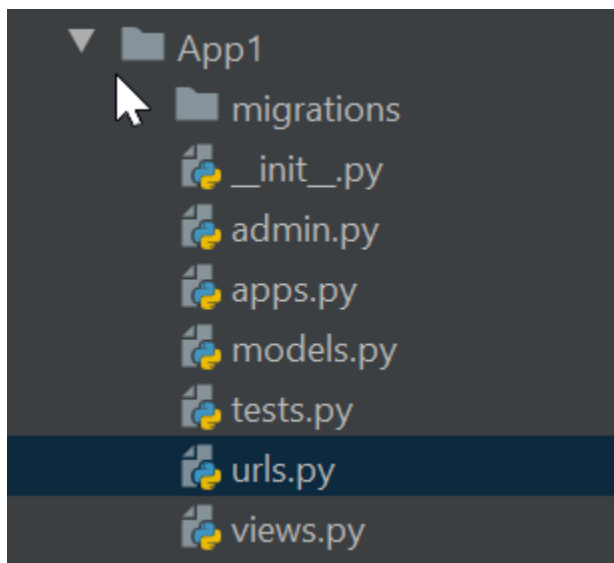 App1
migrations
__init__.py
admin.py
apps.py
models.py
tests.py
urls.py
views.py